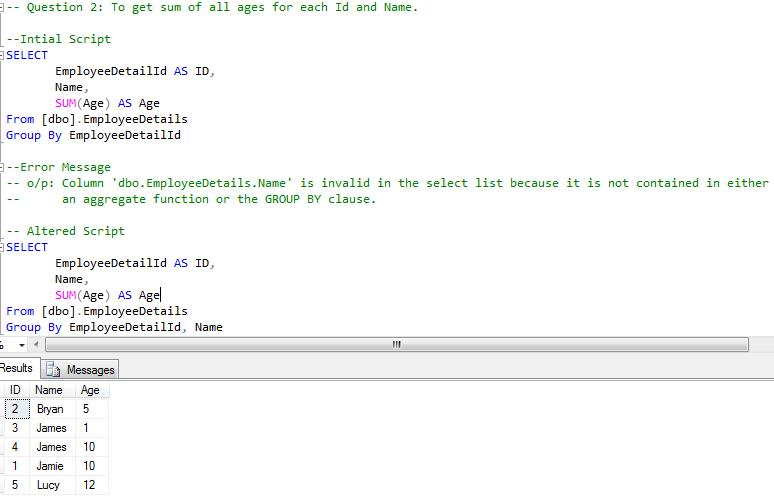 -- Question 2: To get sum of all ages for each Id and Name.
--Intial Script
SELECT
EmployeeDetailId AS ID,
Name,
SUM(Age) AS Age
From [dbo].EmployeeDetails
Group By EmployeeDetailId
--Error Message
-- o/p: Column 'dbo.EmployeeDetails.Name' is invalid in the select list because it is not contained in either
-- an aggregate function or the GROUP BY clause.
-- Altered Script
SELECT
EmployeeDetailId AS ID,
Name,
SUM(Age) AS Age
From [dbo].EmployeeDetails
Group By EmployeeDetailId, Name
%
Results Messages
ID Name Age
2 Bryan 5
3 James 1
4 James 10
1 Jamie 10
5 Lucy 12